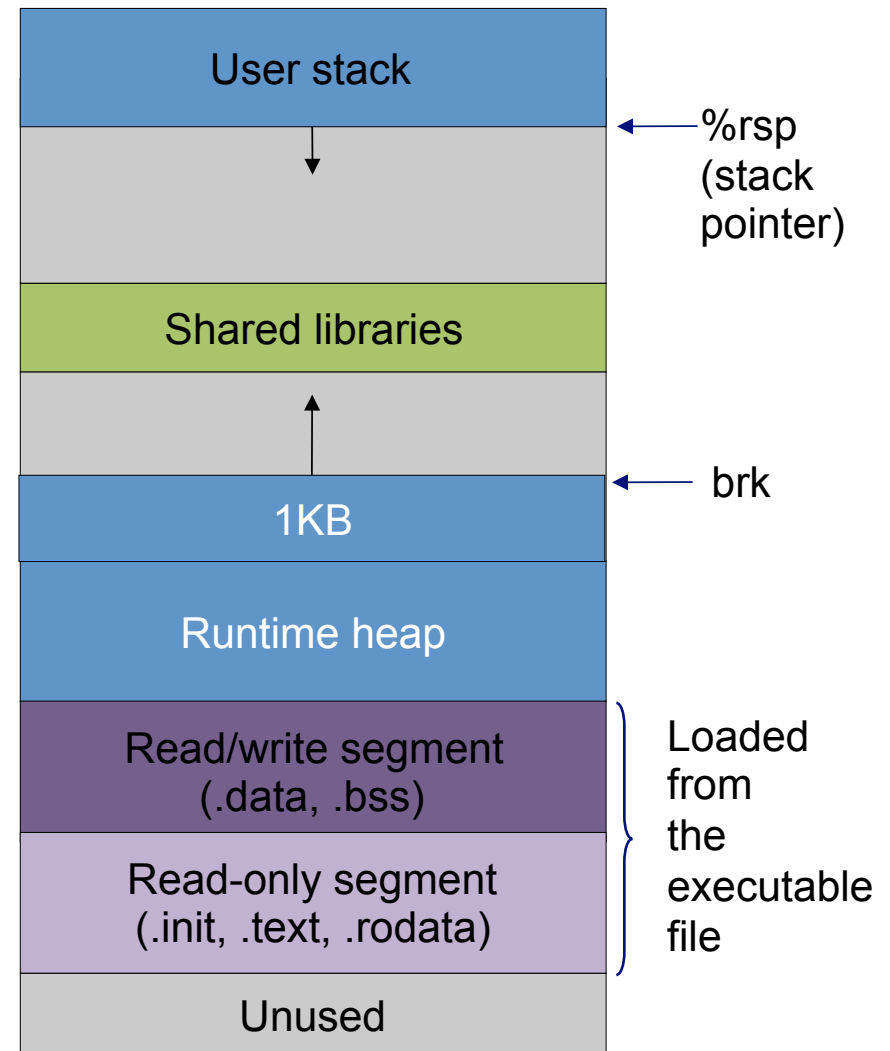 User stack
%rsp
(stack
pointer)
Shared libraries
brk
1KB
Runtime heap
Read/write segment
(.data, .bss)
Read-only segment
(.init, .text, .rodata)
Loaded
from
the
executable
file
Unused